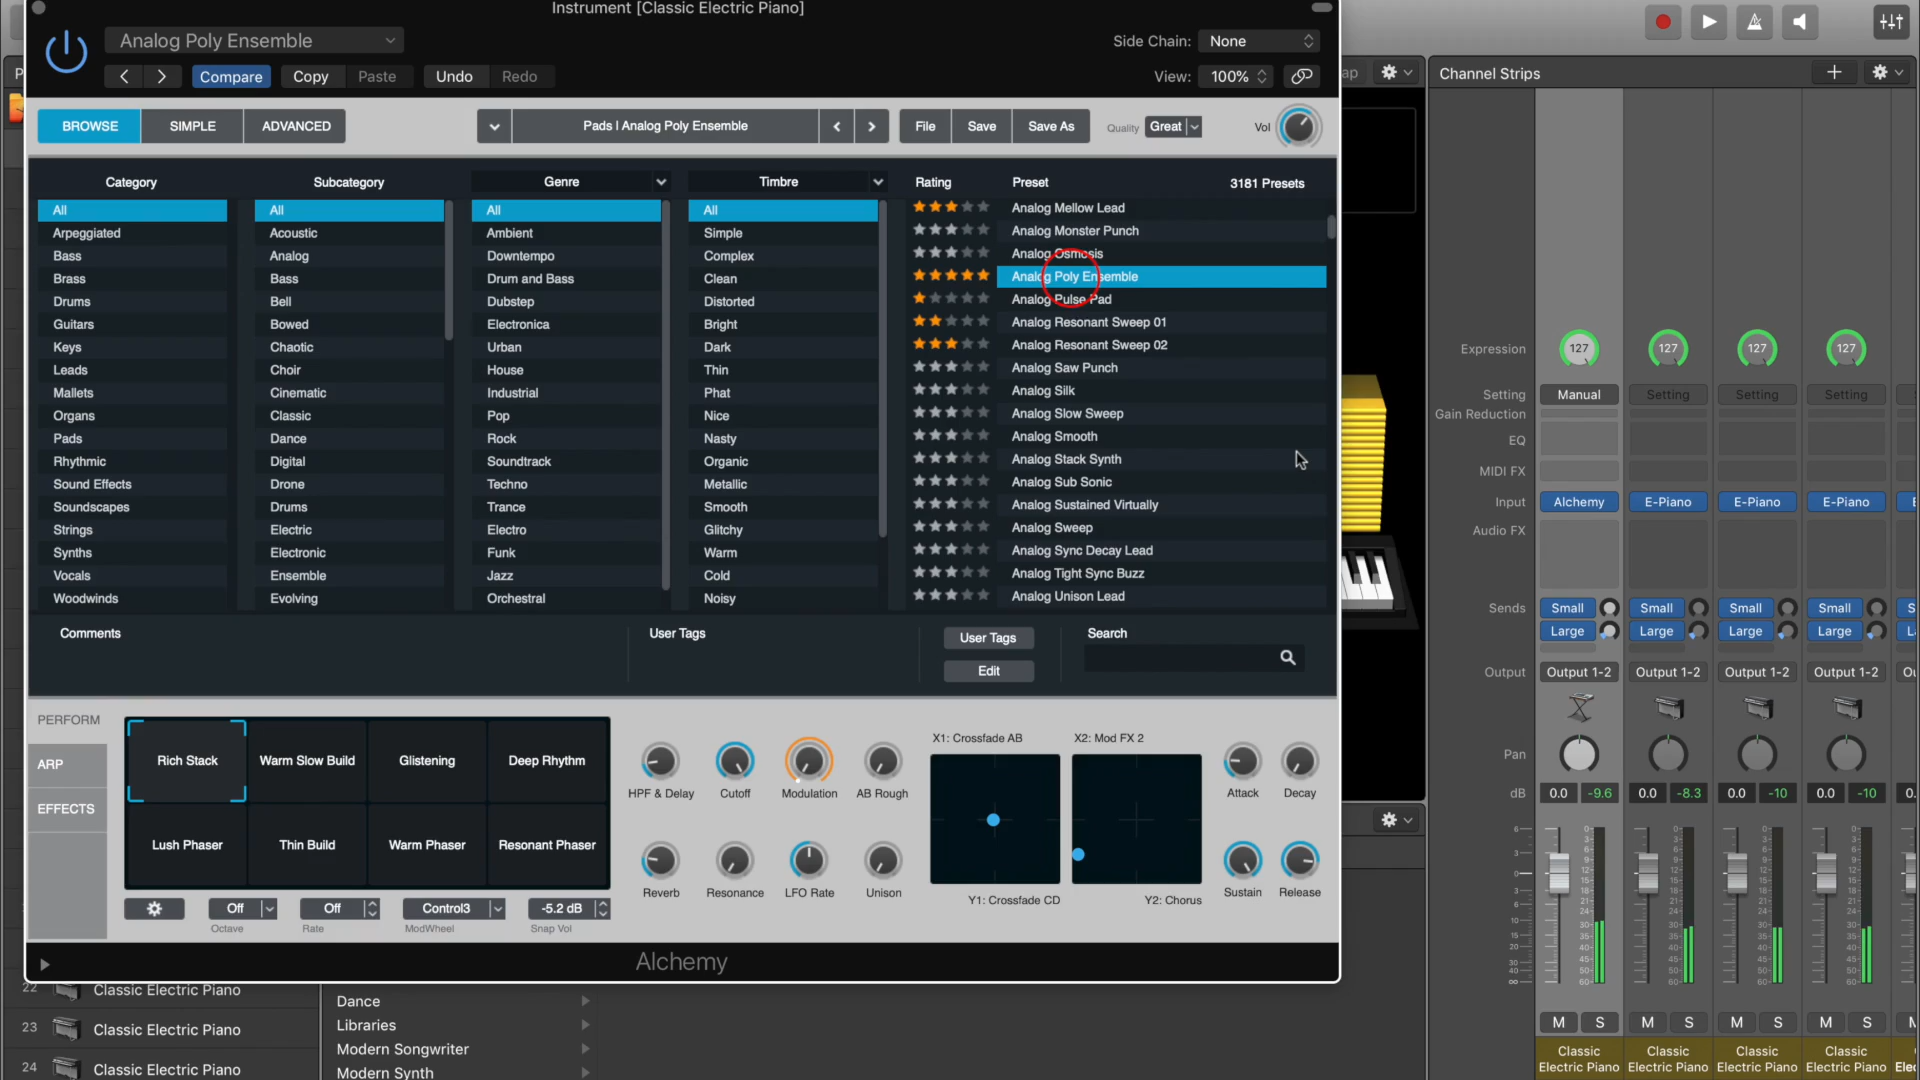 Instrument [Classic Electric Piano]
Analog Poly Ensemble
Side Chain: None
Compare Copy Paste Undo Redo
View: 100%
Channel Strips
BROWSE SIMPLE ADVANCED
Pads | Analog Poly Ensemble
File Save Save As Quality Great Vol
Category Subcategory Genre Timbre Rating Preset 3181 Presets
All All All All Analog Mellow Lead
Arpeggiated Acoustic Ambient Simple Analog Monster Punch
Bass Analog Downtempo Complex Analog Osmosis
Brass Bass Drum and Bass Clean Analog Poly Ensemble
Drums Bell Dubstep Distorted Analog Pulse Pad
Guitars Bowed Electronica Bright Analog Resonant Sweep 01
Keys Chaotic Urban Dark Analog Resonant Sweep 02
Leads Choir House Thin Analog Saw Punch
Mallets Cinematic Industrial Phat Analog Silk
Organs Classic Pop Nice Analog Slow Sweep
Pads Dance Rock Nasty Analog Smooth
Rhythmic Digital Soundtrack Organic Analog Stack Synth
Sound Effects Drone Techno Metallic Analog Sub Sonic
Soundscapes Drums Trance Smooth Analog Sustained Virtually
Strings Electric Electro Glitchy Analog Sweep
Synths Electronic Funk Warm Analog Sync Decay Lead
Vocals Ensemble Jazz Cold Analog Tight Sync Buzz
Woodwinds Evolving Orchestral Noisy Analog Unison Lead
Comments User Tags User Tags Search
Edit
PERFORM
ARP
EFFECTS
Rich Stack Warm Slow Build Glistening Deep Rhythm
Lush Phaser Thin Build Warm Phaser Resonant Phaser
Off Off Control3 -5.2 dB
Octave Rate ModWheel Snap Vol
HPF & Delay Cutoff Modulation AB Rough
Reverb Resonance LFO Rate Unison
X1: Crossfade AB X2: Mod FX 2
Y1: Crossfade CD Y2: Chorus
Attack Decay
Sustain Release
Alchemy
22 Classic Electric Piano
23 Classic Electric Piano
24 Classic Electric Piano
Dance
Libraries
Modern Songwriter
Modern Synth
Expression 127 127 127 127
Setting Manual Setting Setting Setting
Gain Reduction
EQ
MIDI FX
Input Alchemy E-Piano E-Piano E-Piano
Audio FX
Sends Small Small Small Small
Large Large Large Large
Output Output 1-2 Output 1-2 Output 1-2 Output 1-2
Pan
dB 0.0 -9.6 0.0 -8.3 0.0 -10 0.0 -10
M S M S M S M S
Classic Classic Classic Classic
Electric Piano Electric Piano Electric Piano Electric Piano